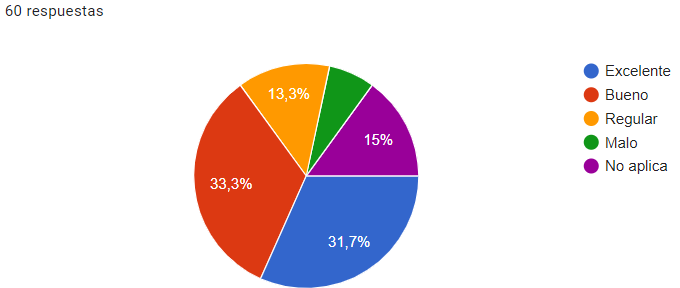 60 respuestas
13,3%
15%
33,3%
31,7%
Excelente
Bueno
Regular
Malo
No aplica